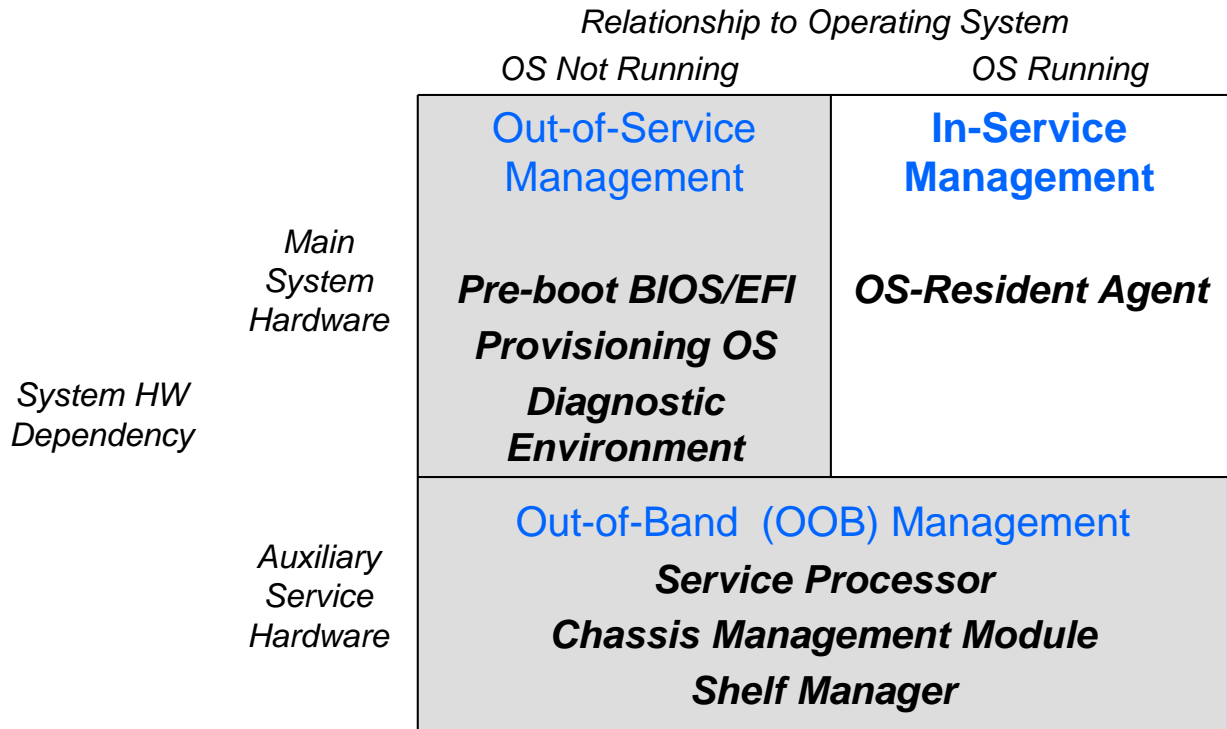 Relationship to Operating System
OS Not Running
OS Running
Out-of-Service
Management
In-Service
Management
Main
System
Hardware
Pre-boot BIOS/EFI
Provisioning OS
Diagnostic
Environment
OS-Resident Agent
System HW
Dependency
Auxiliary
Service
Hardware
Out-of-Band (OOB) Management
Service Processor
Chassis Management Module
Shelf Manager